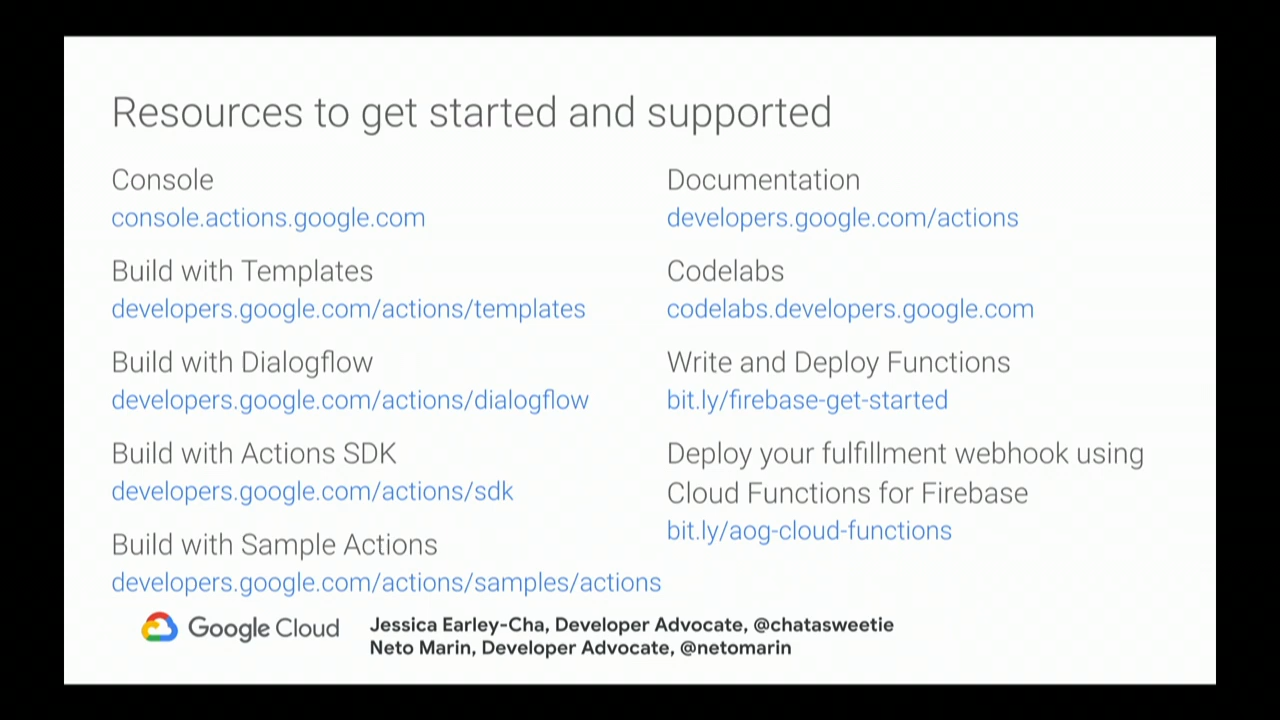 Resources to get started and supported
Console
console.actions.google.com
Build with Templates
developers.google.com/actions/templates
Build with Dialogflow
developers.google.com/actions/dialogflow
Build with Actions SDK
developers.google.com/actions/sdk
Build with Sample Actions
developers.google.com/actions/samples/actions
Documentation
developers.google.com/actions
Codelabs
codelabs.developers.google.com
Write and Deploy Functions
bit.ly/firebase-get-started
Deploy your fulfillment webhook using
Cloud Functions for Firebase
bit.ly/aog-cloud-functions
Google Cloud
Jessica Earley-Cha, Developer Advocate, @chatasweetie
Neto Marin, Developer Advocate, @netomarin